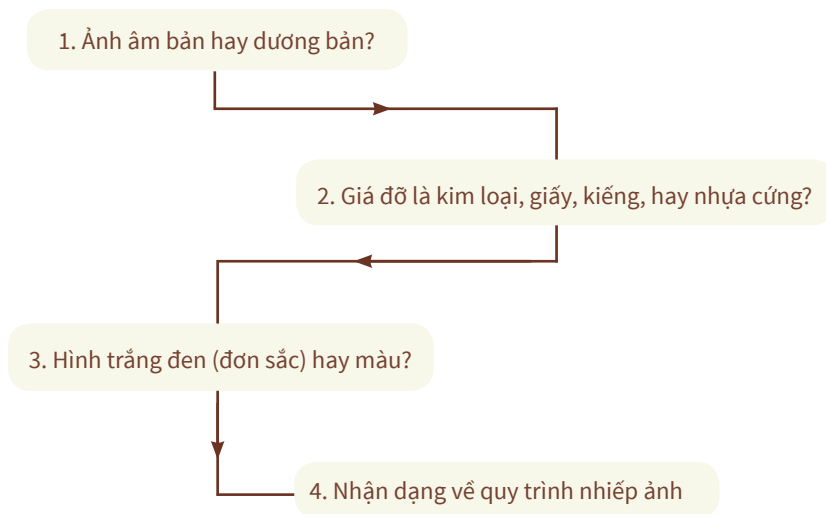 1. Ảnh âm bản hay dương bản?
2. Giá đỡ là kim loại, giấy, kiếng, hay nhựa cứng?
3. Hình trắng đen (đơn sắc) hay màu?
4. Nhận dạng về quy trình nhiếp ảnh